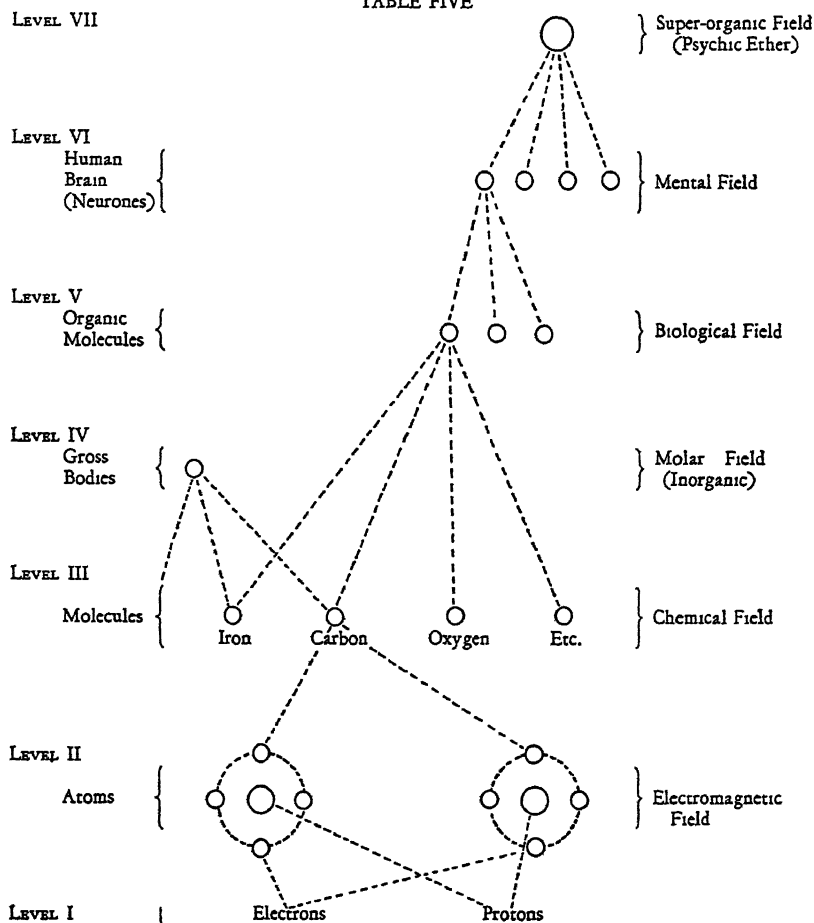 TABLE FIVE
LEVEL VII
Super-organic Field
(Psychic Ether)
LEVEL VI
Human
Brain
(Neurones)
Mental Field
LEVEL V
Organic
Molecules
Biological Field
LEVEL IV
Gross
Bodies
Molar Field
(Inorganic)
LEVEL III
Molecules
Iron
Carbon
Oxygen
Etc.
Chemical Field
LEVEL II
Atoms
Electromagnetic
Field
LEVEL I
Electrons
Protons